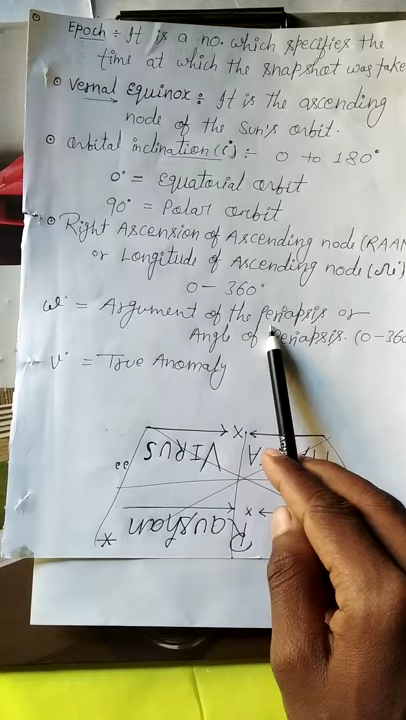 ⊙ Epoch ÷ It is a no. which specifies the
time at which the snapshot was take
⊙ Vernal Equinox: It is the ascending
node of the Sun's orbit.
⊙ orbital inclination (i) :- 0 to 180°
0° = Equatorial orbit
90° = Polar orbit
⊙ Right Ascension of Ascending node (RAAN
or Longitude of Ascending node (Ωi)
0 - 360°
ω = Argument of the Periapsis or
Angle of Periapsis. (0-360
ν° = True Anomaly
VIRUS X
Raushan x